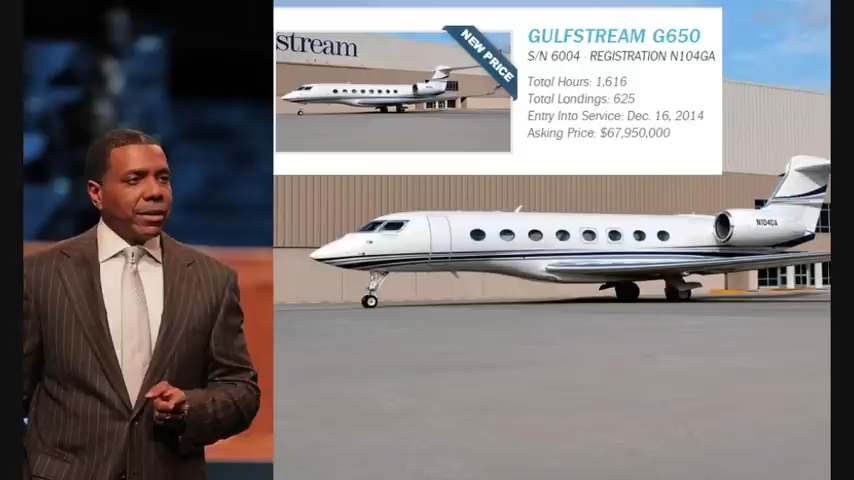 stream
NEW PRICE
GULFSTREAM G650
S/N 6004 · REGISTRATION N104GA
Total Hours: 1,616
Total Landings: 625
Entry Into Service: Dec. 16, 2014
Asking Price: $67,950,000
N104GA